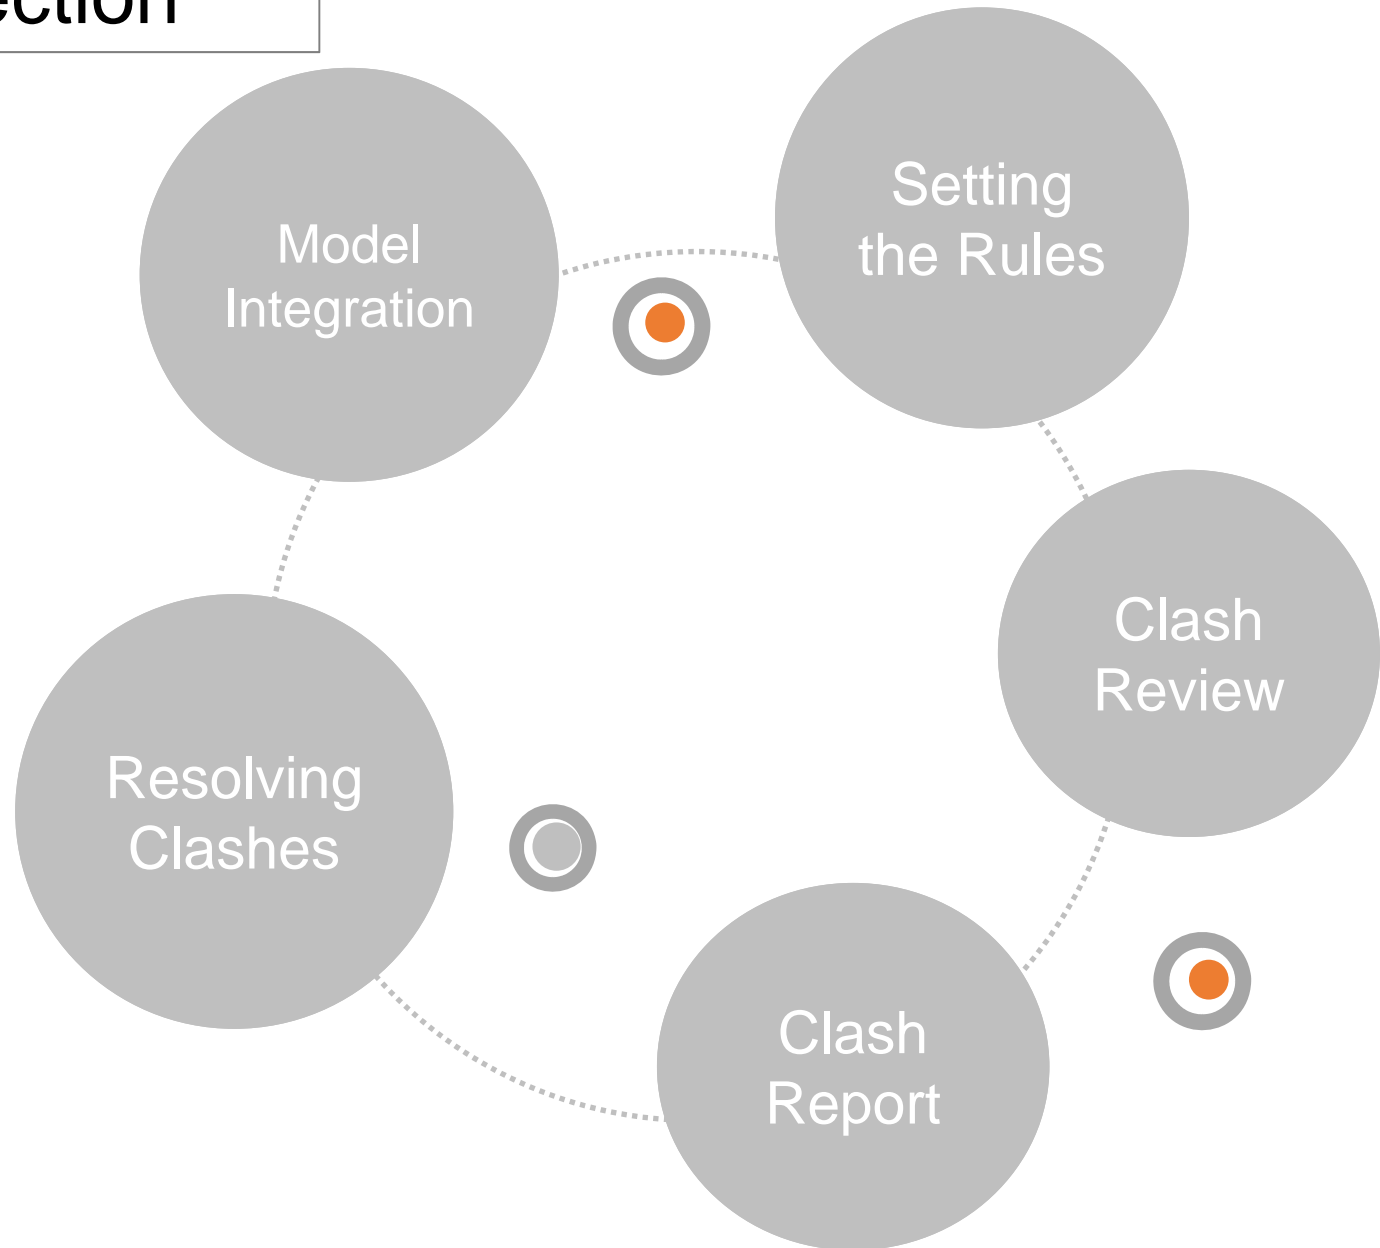 Model
Integration
Setting
the Rules
Clash
Review
Clash
Report
Resolving
Clashes